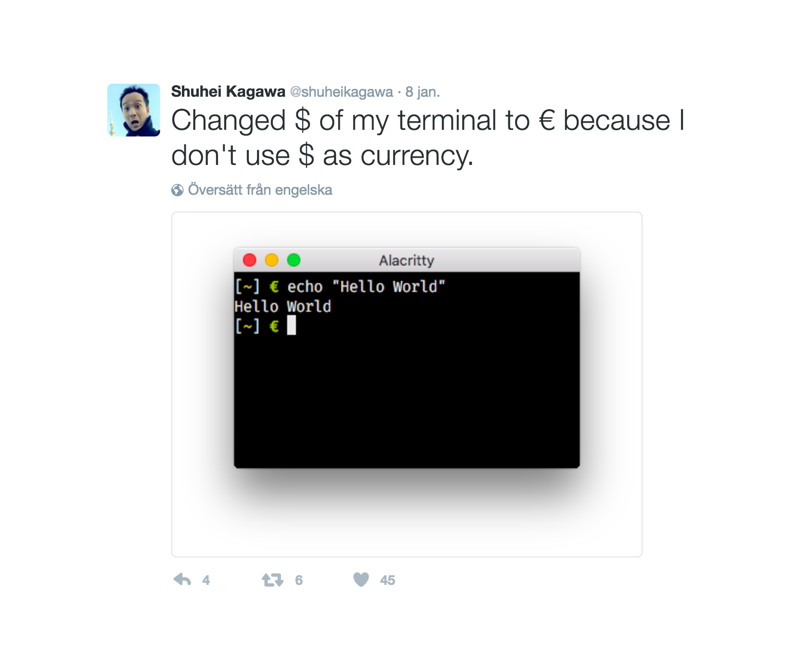 Shuhei Kagawa @shuheikagawa · 8 jan.
Changed $ of my terminal to € because I
don't use $ as currency.
Översätt från engelska
Alacritty
[~] € echo "Hello World"
Hello World
[~] €
4 6 45